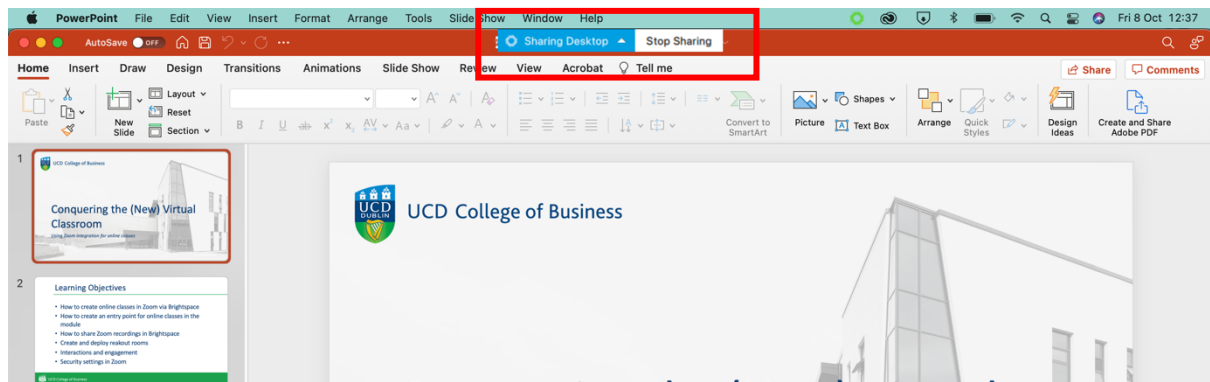 PowerPoint File Edit View Insert Format Arrange Tools Slide Show Window Help Fri 8 Oct 12:37
AutoSave OFF ... Sharing Desktop Stop Sharing
Home Insert Draw Design Transitions Animations Slide Show Review View Acrobat Tell me Share Comments
Paste
New Slide
Layout
Reset
Section
B I U ab x² x₂ AV Aa A
A^ A˅ A
Convert to SmartArt
Picture
Shapes
Text Box
Arrange
Quick Styles
Design Ideas
Create and Share Adobe PDF
1
UCD College of Business
Conquering the (New) Virtual
Classroom
Using Zoom integration for online classes
2
Learning Objectives
• How to create online classes in Zoom via Brightspace
• How to create an entry point for online classes in the
module
• How to share Zoom recordings in Brightspace
• Create and deploy reakout rooms
• Interactions and engagement
• Security settings in Zoom
UCD College of Business
UCD
DUBLIN
UCD College of Business